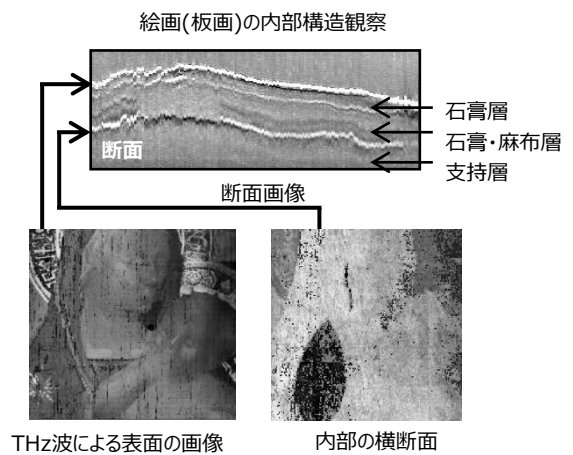 絵画(板画)の内部構造観察
石膏層
石膏・麻布層
断面
支持層
断面画像
THz波による表面の画像
内部の横断面